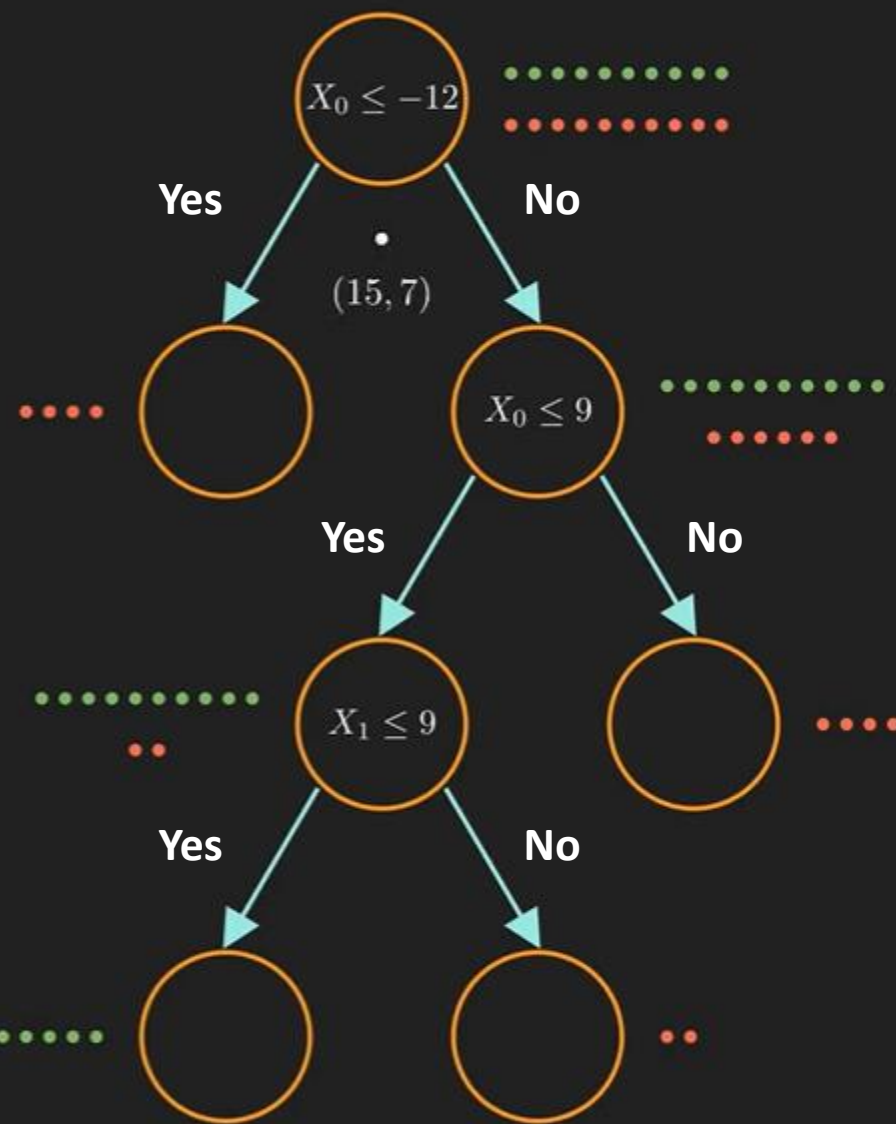 X₀ ≤ −12
Yes
No
(15, 7)
X₀ ≤ 9
Yes
No
X₁ ≤ 9
Yes
No